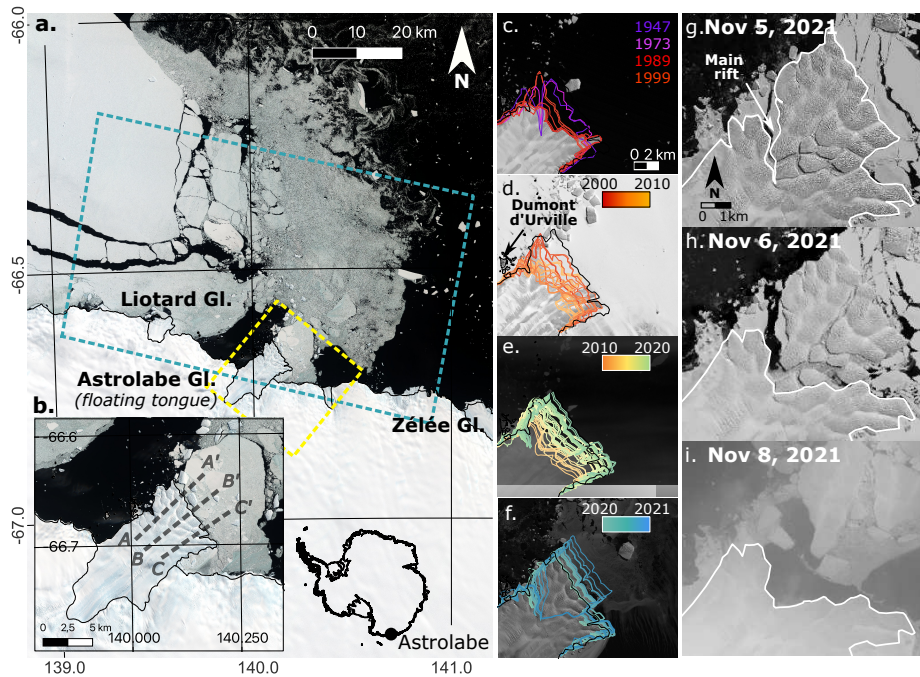 a.
0 10 20 km
N
-66.0
-66.5
-67.0
Liotard Gl.
Astrolabe Gl.
(floating tongue)
Zélée Gl.
b.
-66.6
A'
B'
C'
A
B
C
-66.7
0 2,5 5 km
140.000
140.250
Astrolabe
139.0
140.0
141.0
c.
1947
1973
1989
1999
0 2 km
d.
2000 2010
Dumont
d'Urville
e.
2010 2020
f.
2020 2021
g. Nov 5, 2021
Main
rift
N
0 1km
h. Nov 6, 2021
i. Nov 8, 2021